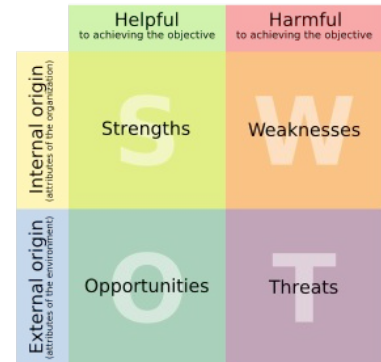 Helpful
to achieving the objective
Harmful
to achieving the objective
Internal origin
(attributes of the organization)
S
Strengths
W
Weaknesses
External origin
(attributes of the environment)
O
Opportunities
T
Threats